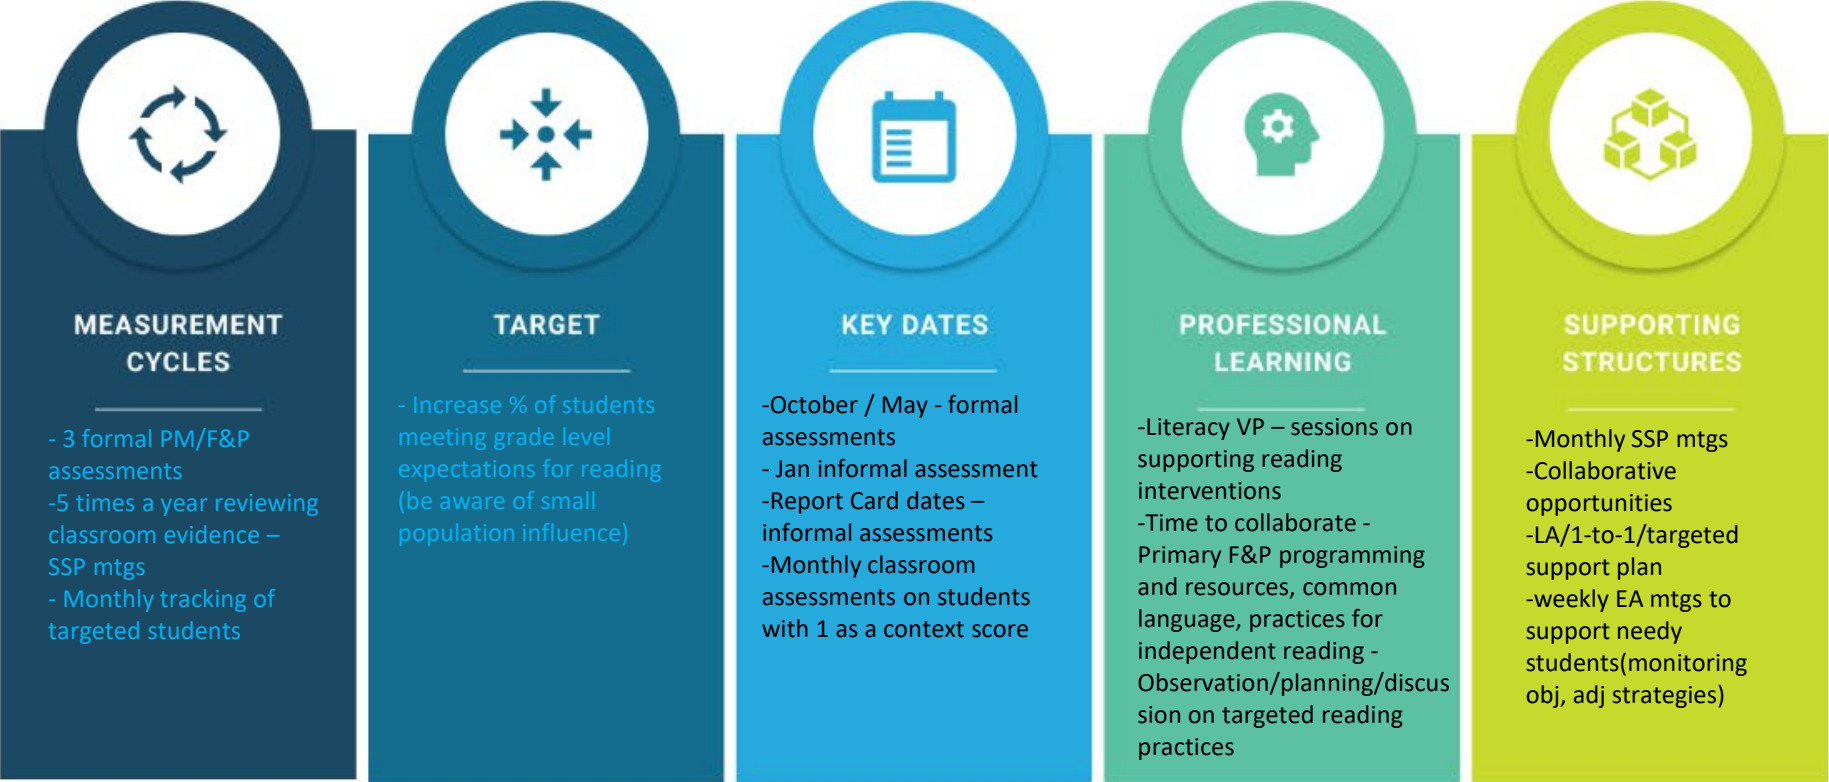 MEASUREMENT
CYCLES
- 3 formal PM/F&P
assessments
-5 times a year reviewing
classroom evidence –
SSP mtgs
- Monthly tracking of
targeted students
TARGET
- Increase % of students
meeting grade level
expectations for reading
(be aware of small
population influence)
KEY DATES
-October / May - formal
assessments
- Jan informal assessment
-Report Card dates –
informal assessments
-Monthly classroom
assessments on students
with 1 as a context score
PROFESSIONAL
LEARNING
-Literacy VP – sessions on
supporting reading
interventions
-Time to collaborate -
Primary F&P programming
and resources, common
language, practices for
independent reading -
Observation/planning/discus
sion on targeted reading
practices
SUPPORTING
STRUCTURES
-Monthly SSP mtgs
-Collaborative
opportunities
-LA/1-to-1/targeted
support plan
-weekly EA mtgs to
support needy
students(monitoring
obj, adj strategies)